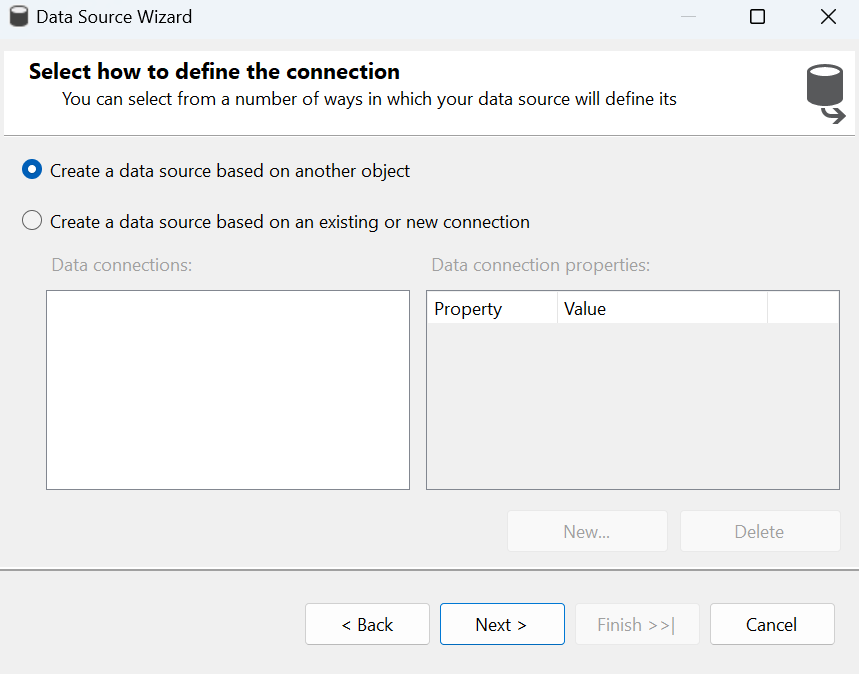 Data Source Wizard
Select how to define the connection
You can select from a number of ways in which your data source will define its
Create a data source based on another object
Create a data source based on an existing or new connection
Data connections:
Data connection properties:
Property Value
New... Delete
< Back Next > Finish >>| Cancel